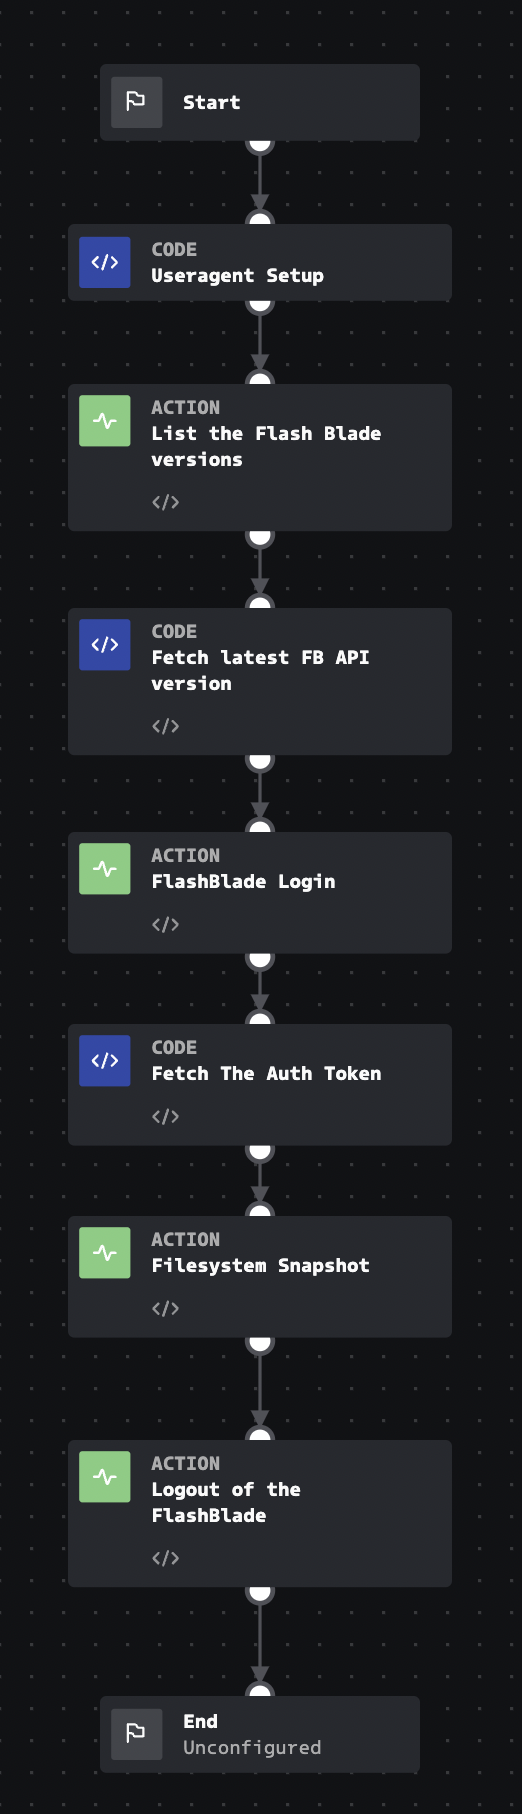 Start
CODE
Useragent Setup
ACTION
List the Flash Blade
versions
</>
CODE
Fetch latest FB API
version
</>
ACTION
FlashBlade Login
</>
CODE
Fetch The Auth Token
</>
ACTION
Filesystem Snapshot
</>
ACTION
Logout of the
FlashBlade
</>
End
Unconfigured